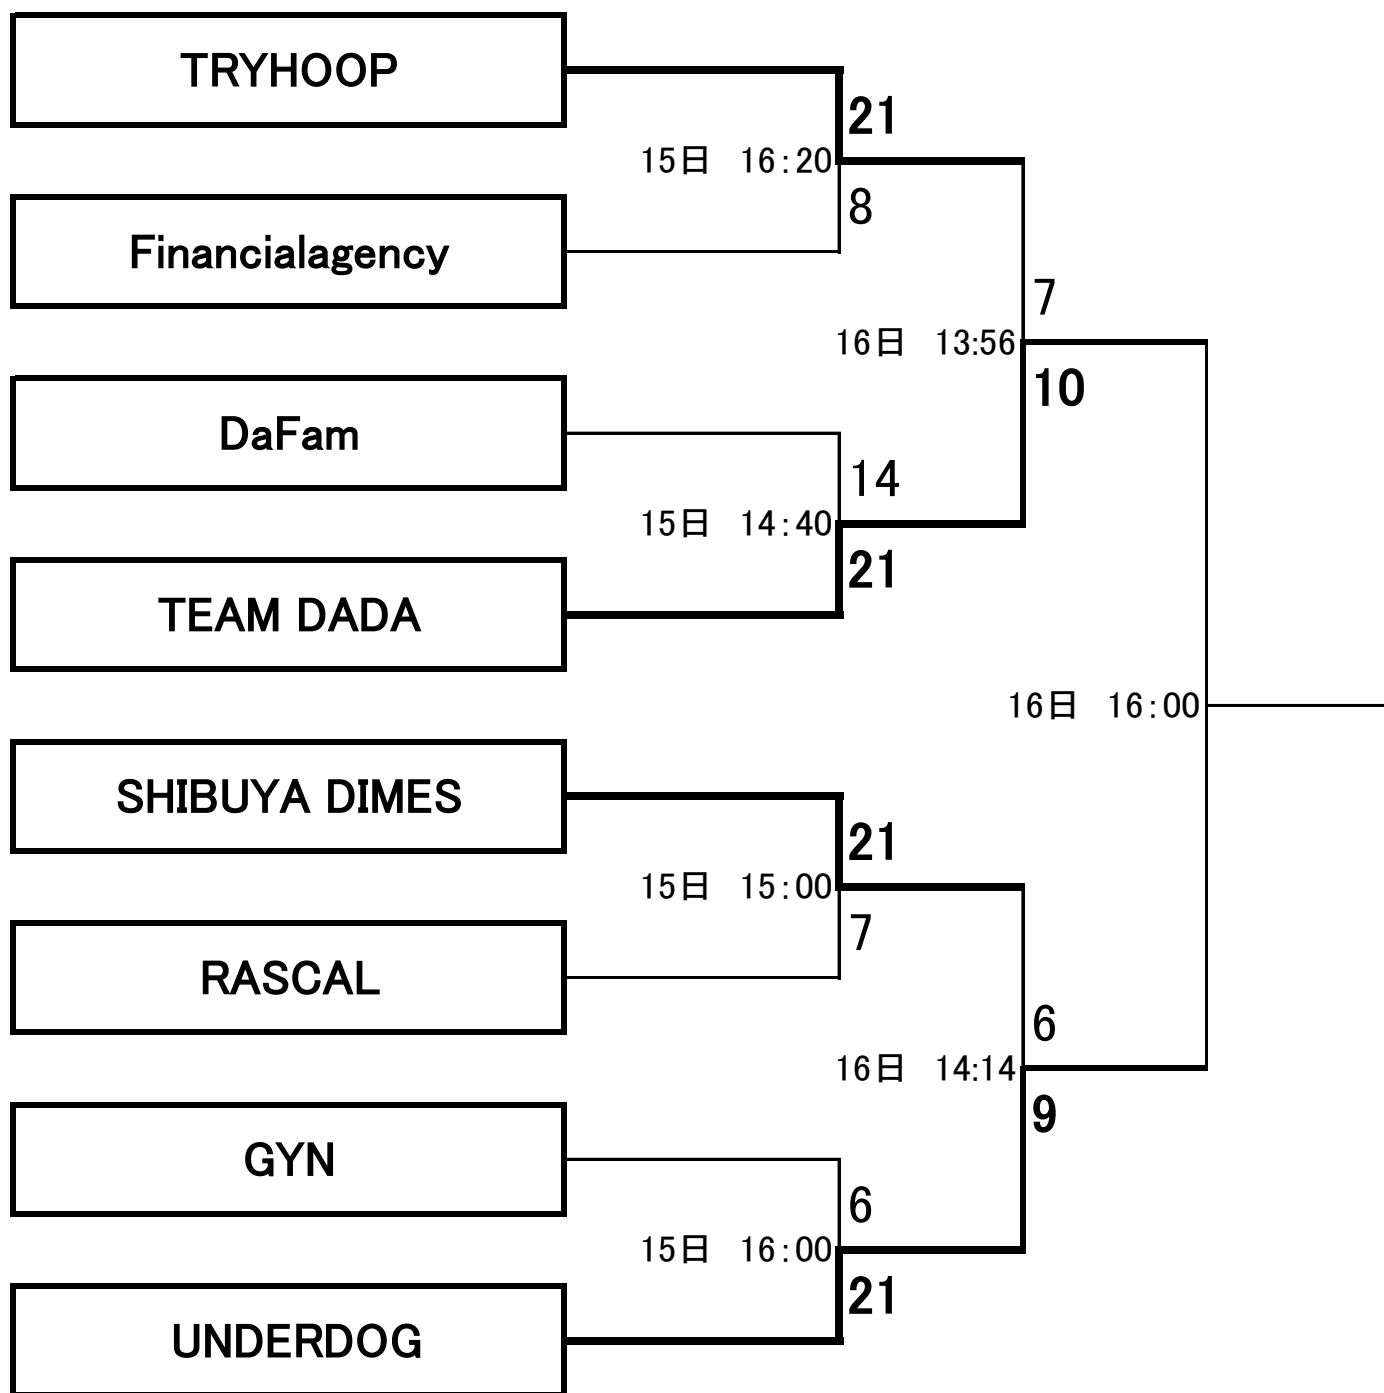 TRYHOOP
21
15日　16:20
8
Financialagency
7
16日　13:56
10
DaFam
14
15日　14:40
21
TEAM DADA
16日　16:00
SHIBUYA DIMES
21
15日　15:00
7
RASCAL
6
16日　14:14
9
GYN
6
15日　16:00
21
UNDERDOG